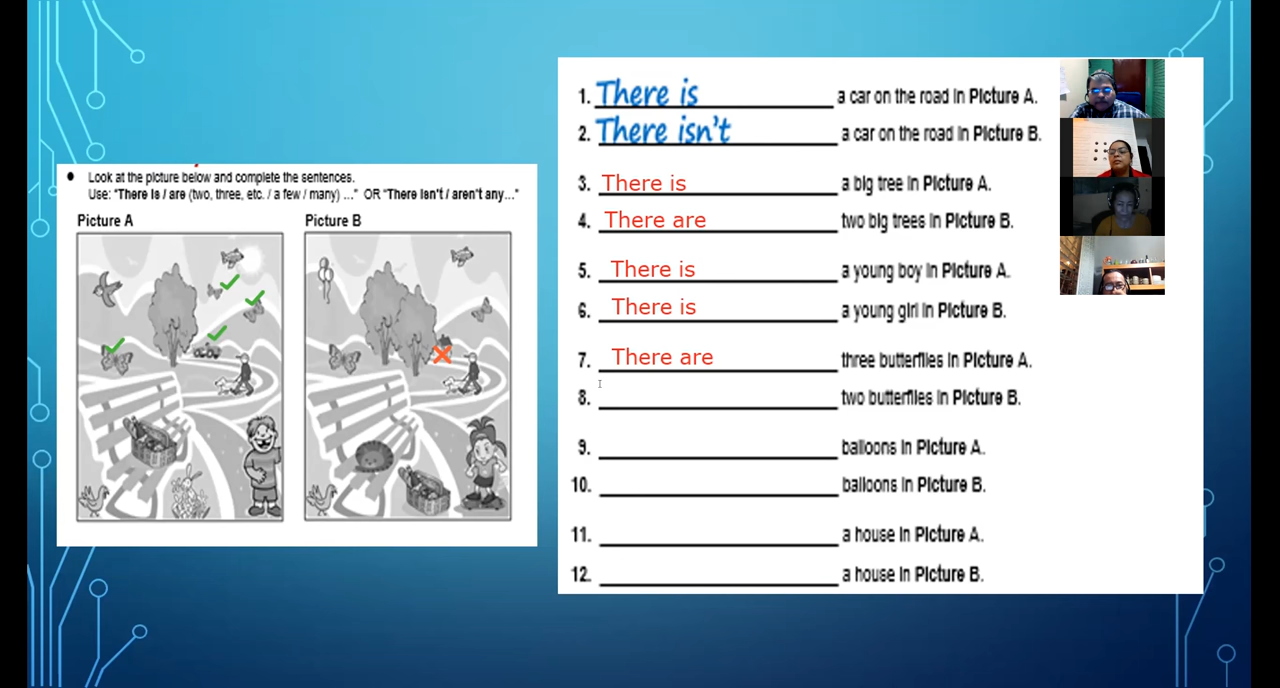 Look at the picture below and complete the sentences.
Use: "There is / are (two, three, etc. / a few / many) ..." OR "There isn't / aren't any..."
Picture A
Picture B
1. There is a car on the road in Picture A.
2. There isn't a car on the road in Picture B.
3. There is a big tree in Picture A.
4. There are two big trees in Picture B.
5. There is a young boy in Picture A.
6. There is a young girl in Picture B.
7. There are three butterflies in Picture A.
8. two butterflies in Picture B.
9. balloons in Picture A.
10. balloons in Picture B.
11. a house in Picture A.
12. a house in Picture B.